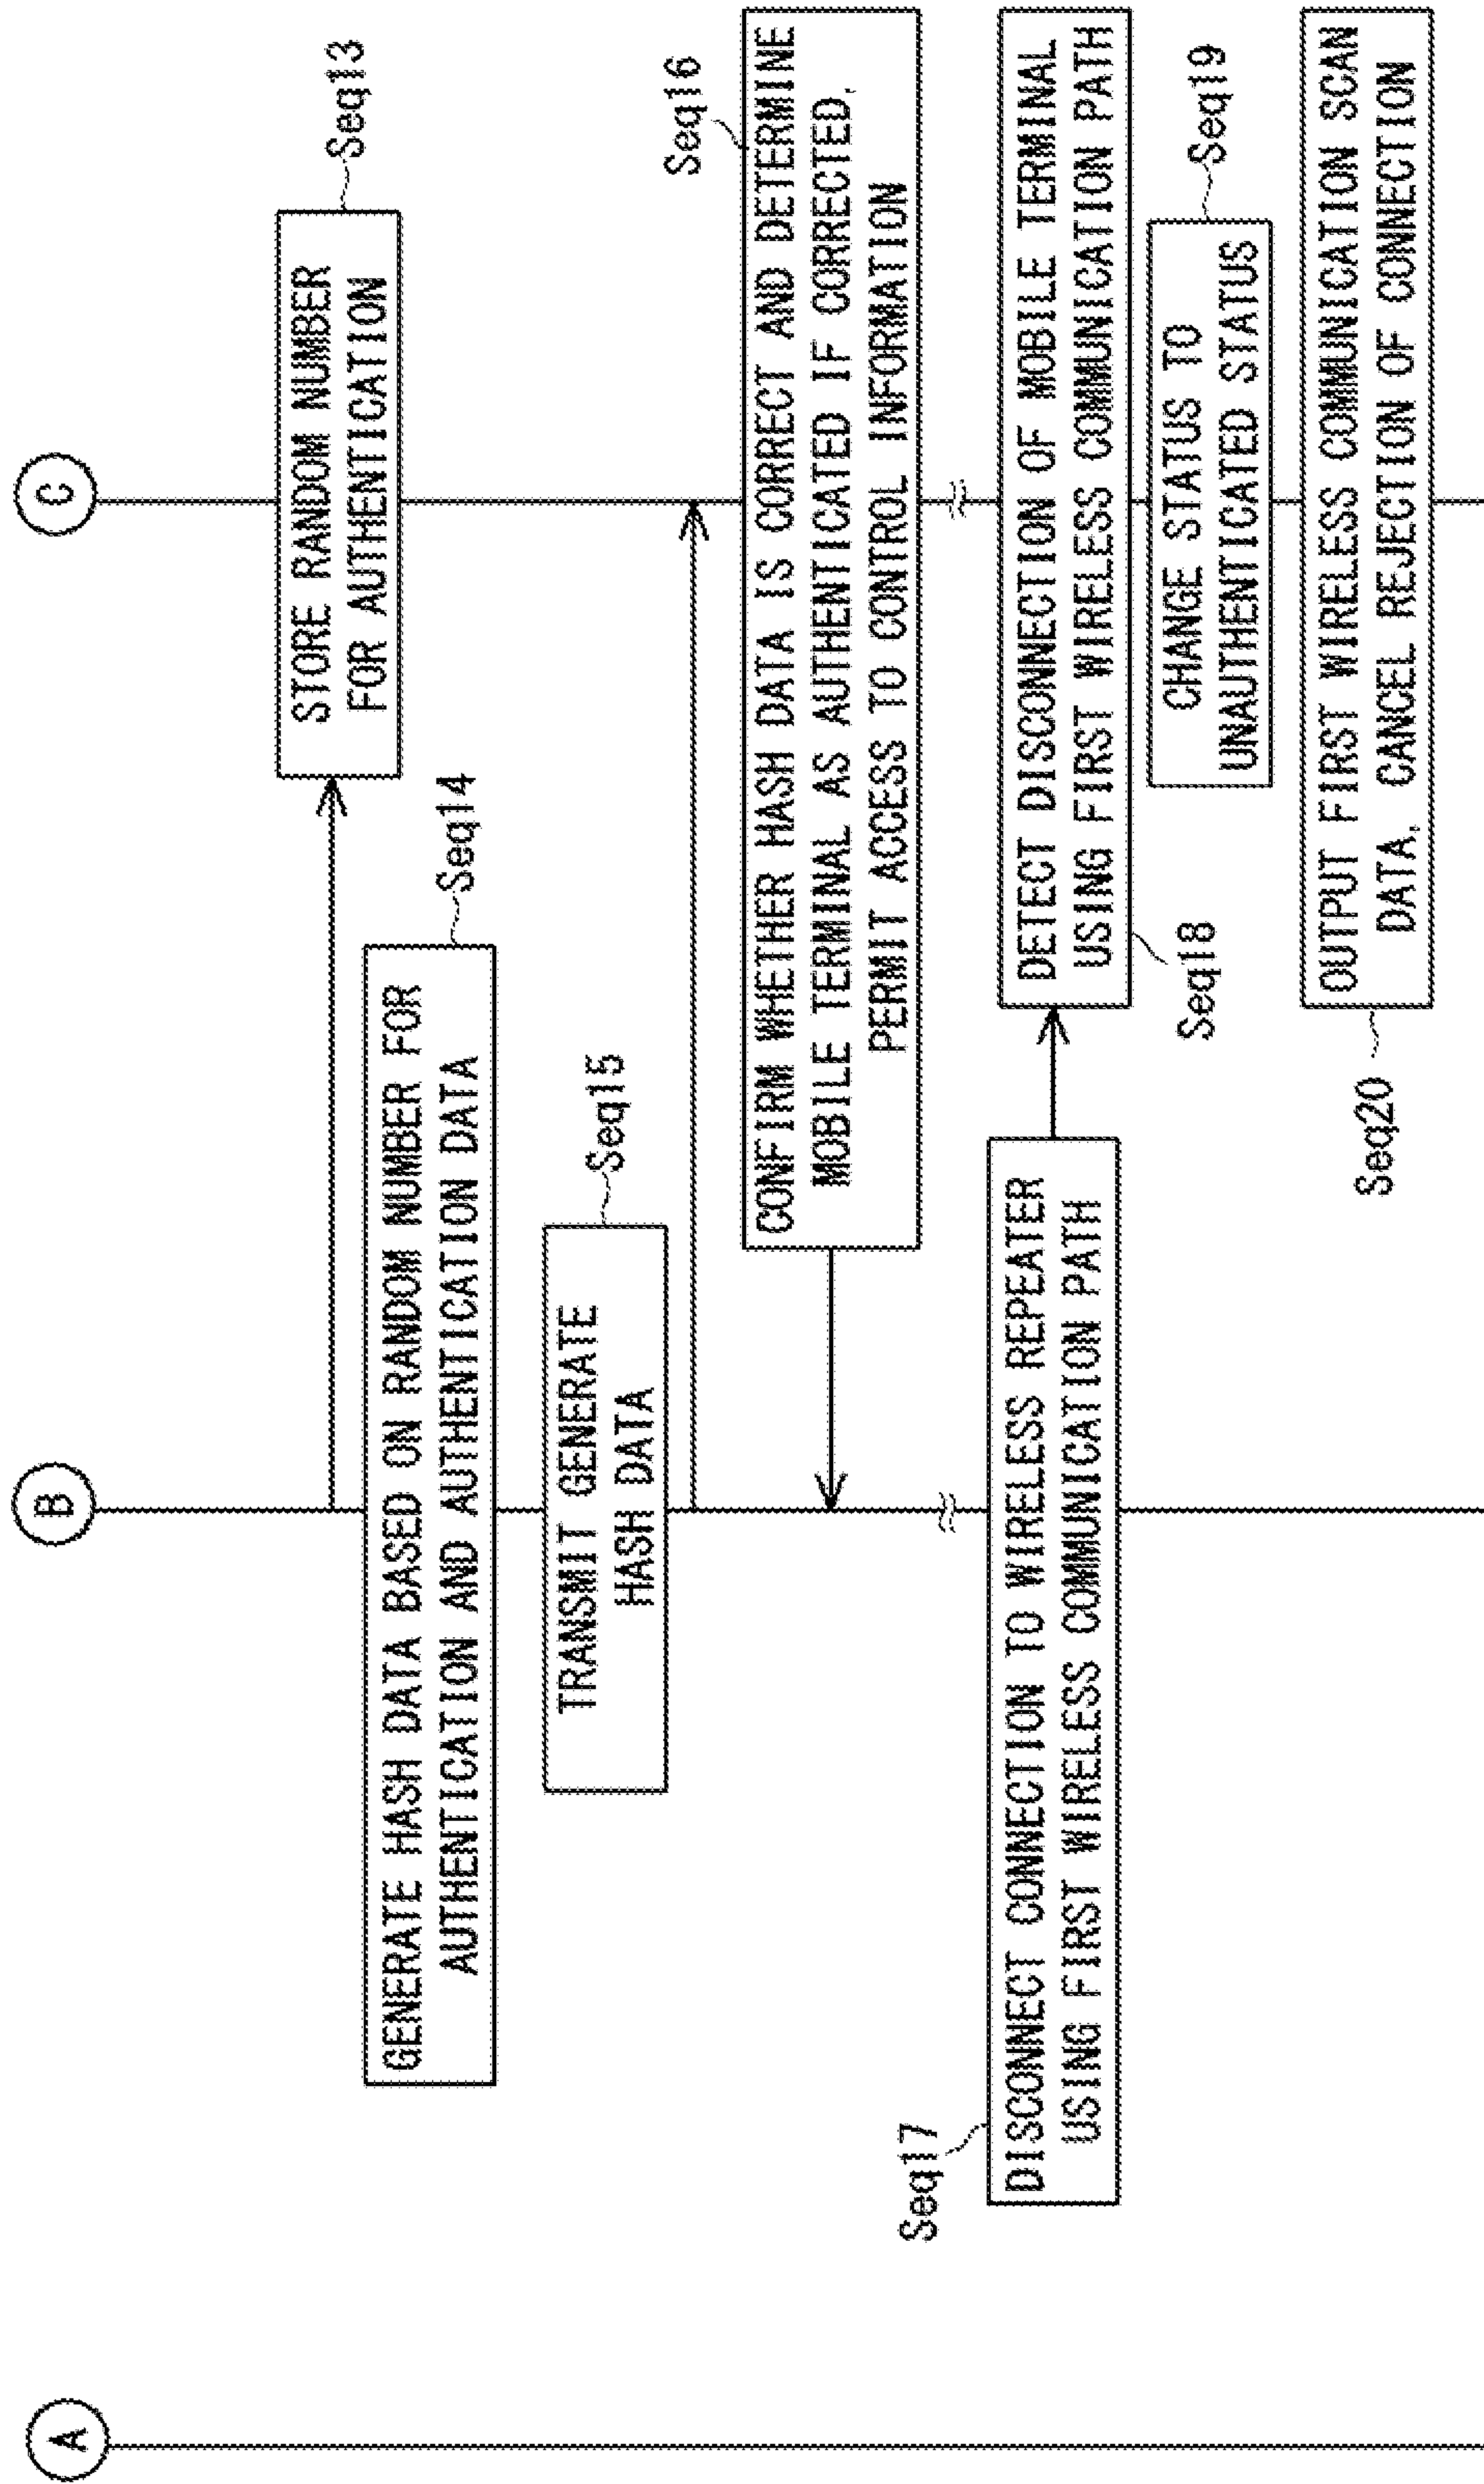 A
B
C
STORE RANDOM NUMBER
FOR AUTHENTICATION
Seq13
GENERATE HASH DATA BASED ON RANDOM NUMBER FOR
AUTHENTICATION AND AUTHENTICATION DATA
Seq14
TRANSMIT GENERATE
HASH DATA
Seq15
Seq16
CONFIRM WHETHER HASH DATA IS CORRECT AND DETERMINE
MOBILE TERMINAL AS AUTHENTICATED IF CORRECTED,
PERMIT ACCESS TO CONTROL INFORMATION
Seq17
DISCONNECT CONNECTION TO WIRELESS REPEATER
USING FIRST WIRELESS COMMUNICATION PATH
DETECT DISCONNECTION OF MOBILE TERMINAL
USING FIRST WIRELESS COMMUNICATION PATH
Seq18
CHANGE STATUS TO
UNAUTHENTICATED STATUS
Seq19
OUTPUT FIRST WIRELESS COMMUNICATION SCAN
DATA, CANCEL REJECTION OF CONNECTION
Seq20